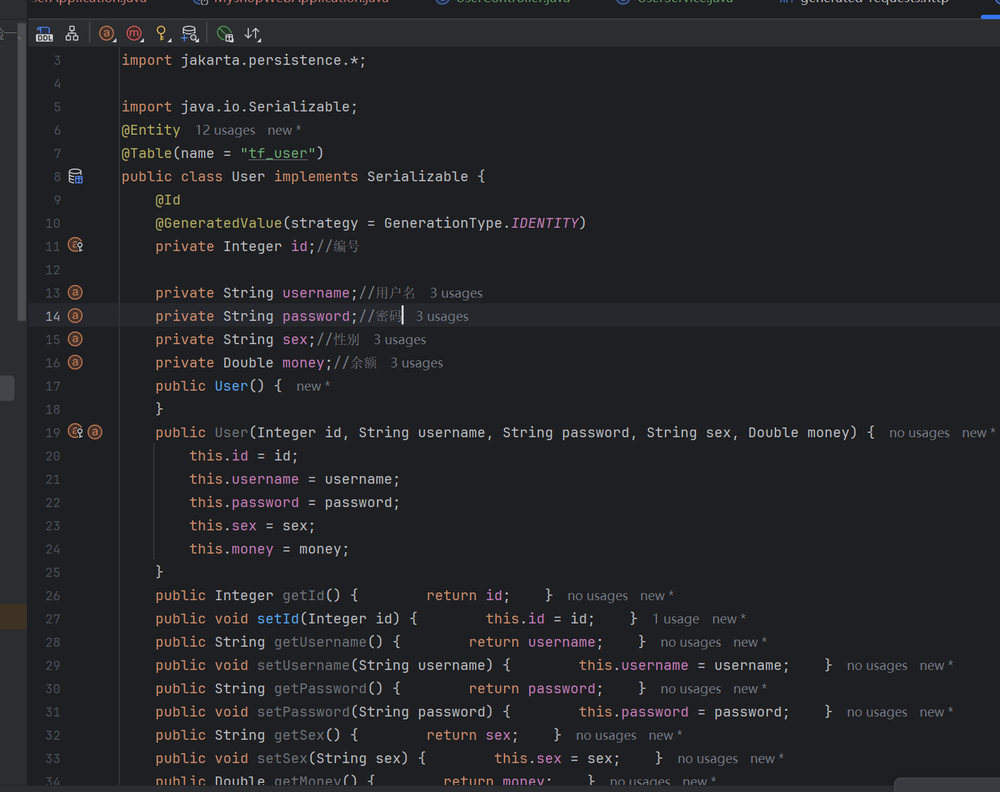 MyshopWebApplication.java UserController.java UserService.java generated-requests.http
DDL
3 import jakarta.persistence.*;
4
5 import java.io.Serializable;
6 @Entity 12 usages new *
7 @Table(name = "tf_user")
8 public class User implements Serializable {
9 @Id
10 @GeneratedValue(strategy = GenerationType.IDENTITY)
11 private Integer id;//编号
12
13 private String username;//用户名 3 usages
14 private String password;//密码 3 usages
15 private String sex;//性别 3 usages
16 private Double money;//余额 3 usages
17 public User() { new *
18 }
19 public User(Integer id, String username, String password, String sex, Double money) { no usages new *
20 this.id = id;
21 this.username = username;
22 this.password = password;
23 this.sex = sex;
24 this.money = money;
25 }
26 public Integer getId() { return id; } no usages new *
27 public void setId(Integer id) { this.id = id; } 1 usage new *
28 public String getUsername() { return username; } no usages new *
29 public void setUsername(String username) { this.username = username; } no usages new *
30 public String getPassword() { return password; } no usages new *
31 public void setPassword(String password) { this.password = password; } no usages new *
32 public String getSex() { return sex; } no usages new *
33 public void setSex(String sex) { this.sex = sex; } no usages new *
34 public Double getMoney() { return money; } no usages new *